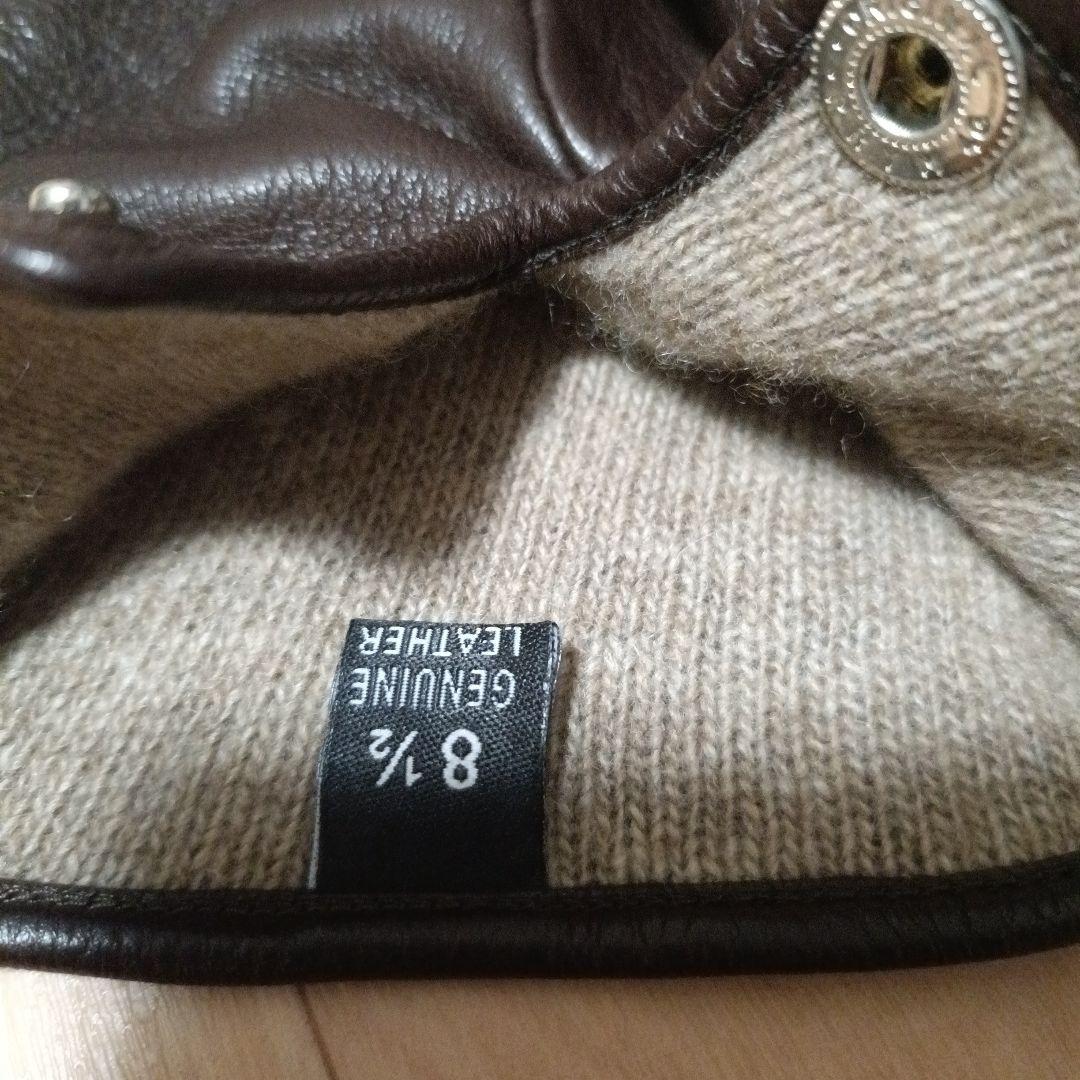 8 ½
GENUINE
LEATHER